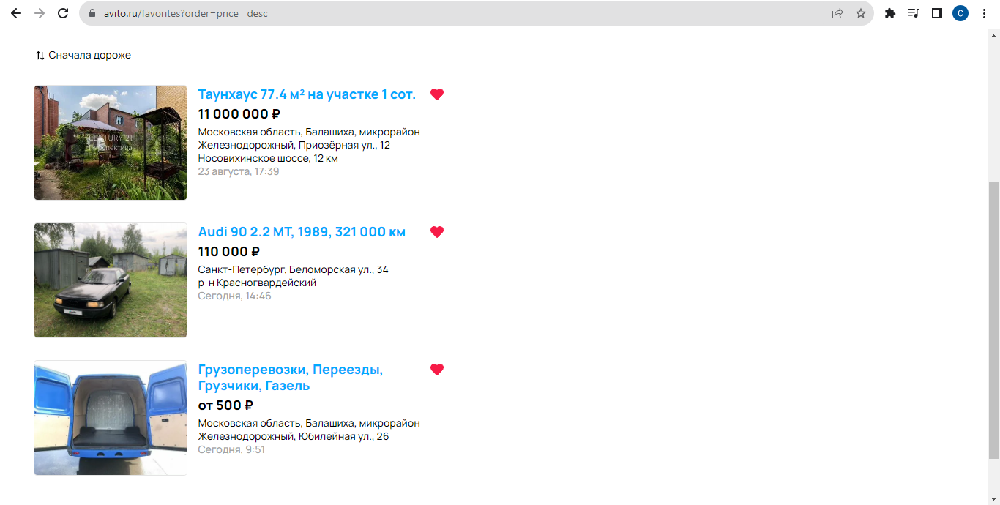 avito.ru/favorites?order=price__desc
C
Сначала дороже
CENTURY 21
Перспектива
Таунхаус 77.4 м² на участке 1 сот.
11 000 000 ₽
Московская область, Балашиха, микрорайон
Железнодорожный, Приозёрная ул., 12
Носовихинское шоссе, 12 км
23 августа, 17:39
Audi 90 2.2 MT, 1989, 321 000 км
110 000 ₽
Санкт-Петербург, Беломорская ул., 34
р-н Красногвардейский
Сегодня, 14:46
Грузоперевозки, Переезды,
Грузчики, Газель
от 500 ₽
Московская область, Балашиха, микрорайон
Железнодорожный, Юбилейная ул., 26
Сегодня, 9:51